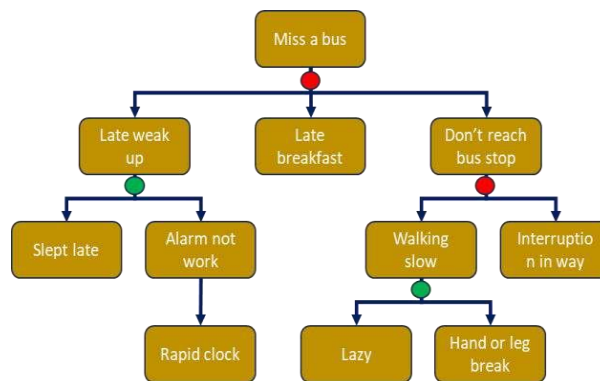 Miss a bus
Late weak
up
Late
breakfast
Don't reach
bus stop
Slept late
Alarm not
work
Walking
slow
Interruptio
n in way
Rapid clock
Lazy
Hand or leg
break